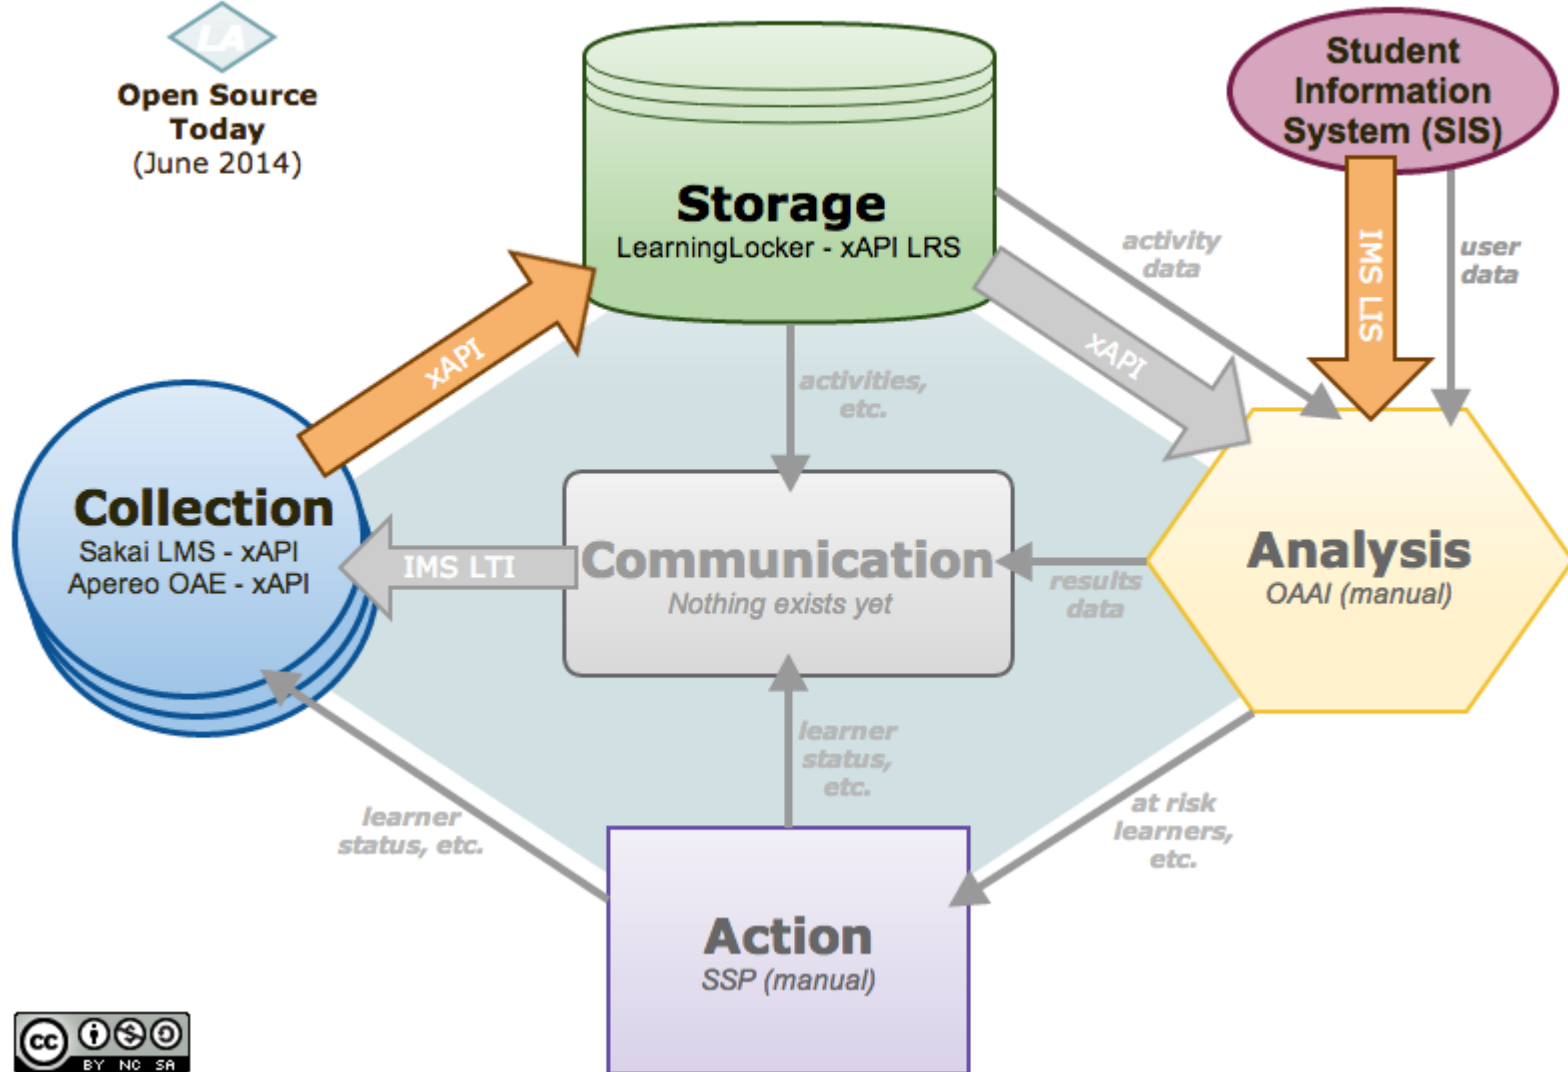 LA
Open Source
Today
(June 2014)
Storage
LearningLocker - xAPI LRS
Student
Information
System (SIS)
activity
data
IMS LIS
user
data
xAPI
xAPI
activities,
etc.
Collection
Sakai LMS - xAPI
Apereo OAE - xAPI
IMS LTI
Communication
Nothing exists yet
results
data
Analysis
OAAI (manual)
learner
status,
etc.
learner
status, etc.
at risk
learners,
etc.
Action
SSP (manual)
cc
BY NC SA